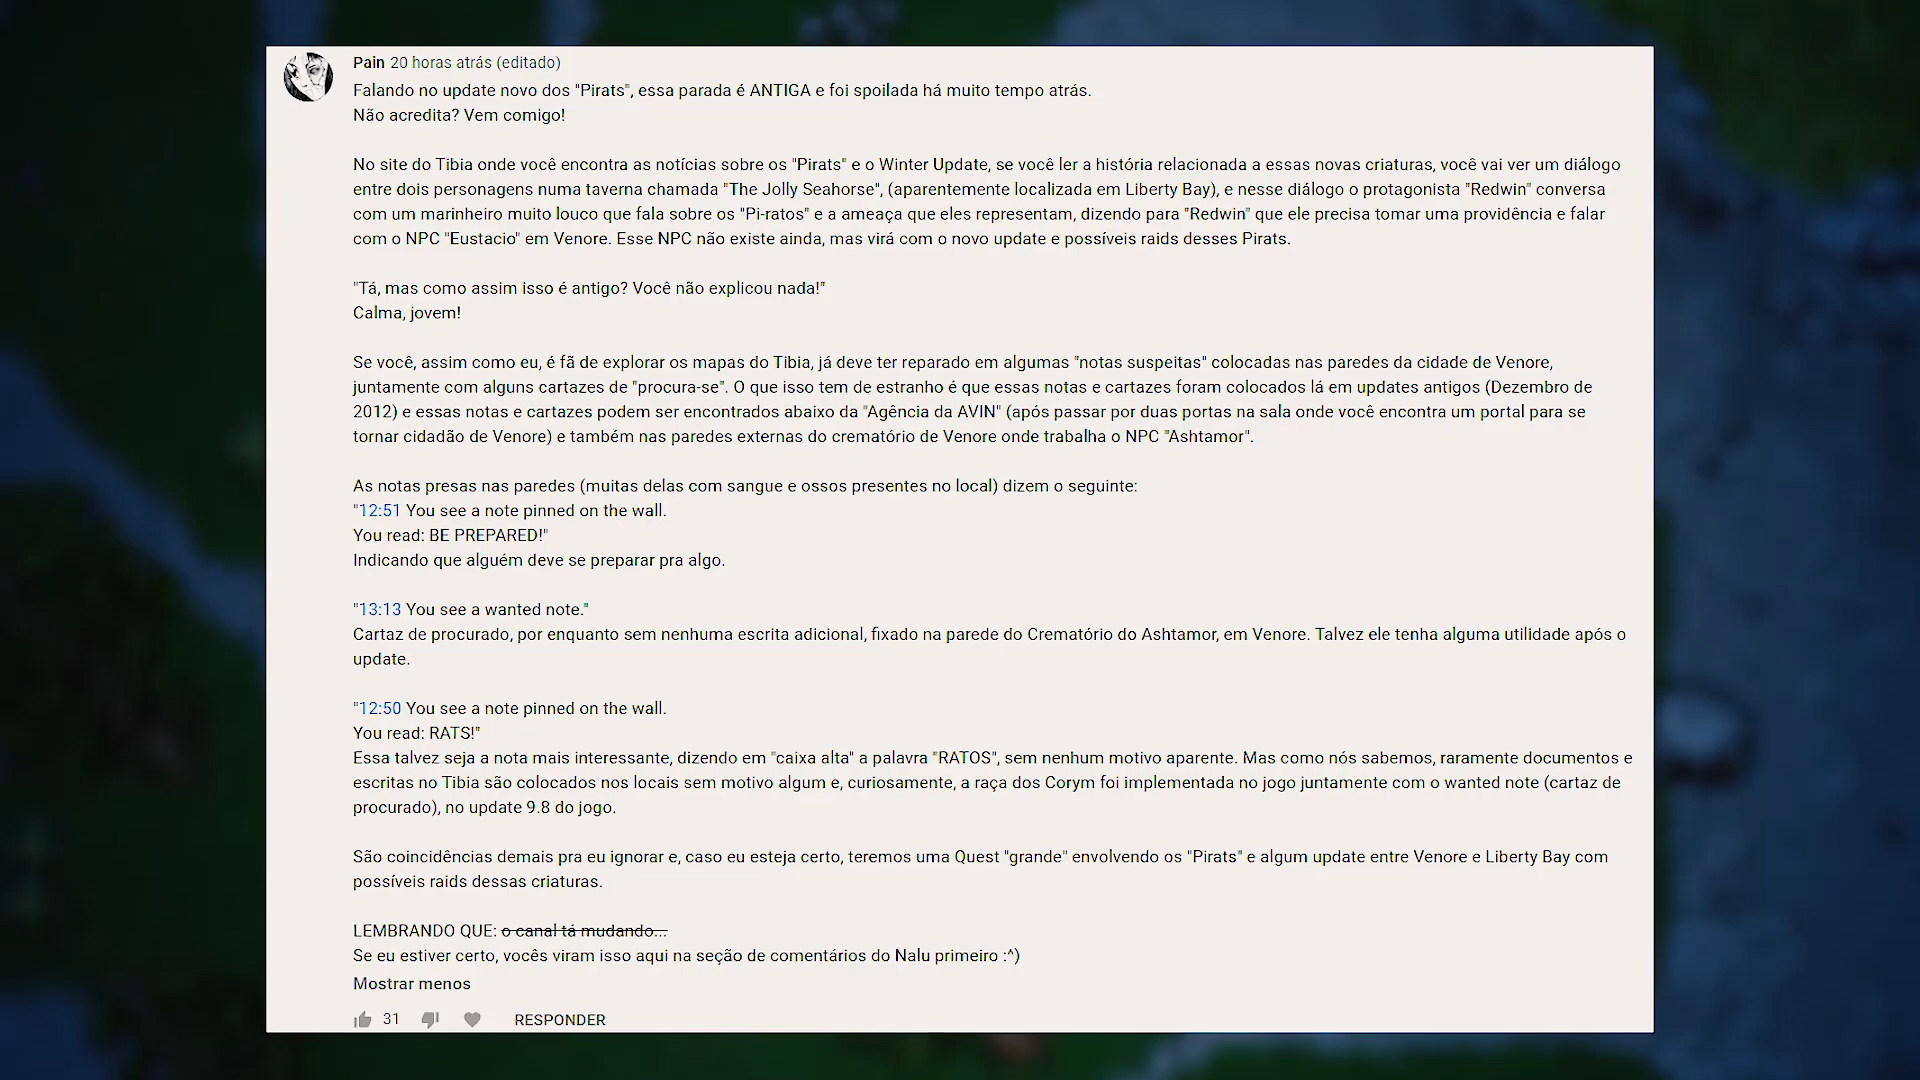 Pain 20 horas atrás (editado)
Falando no update novo dos "Pirats", essa parada é ANTIGA e foi spoilada há muito tempo atrás.
Não acredita? Vem comigo!
No site do Tibia onde você encontra as notícias sobre os "Pirats" e o Winter Update, se você ler a história relacionada a essas novas criaturas, você vai ver um diálogo
entre dois personagens numa taverna chamada "The Jolly Seahorse", (aparentemente localizada em Liberty Bay), e nesse diálogo o protagonista "Redwin" conversa
com um marinheiro muito louco que fala sobre os "Pi-ratos" e a ameaça que eles representam, dizendo para "Redwin" que ele precisa tomar uma providência e falar
com o NPC "Eustacio" em Venore. Esse NPC não existe ainda, mas virá com o novo update e possíveis raids desses Pirats.
"Tá, mas como assim isso é antigo? Você não explicou nada!"
Calma, jovem!
Se você, assim como eu, é fã de explorar os mapas do Tibia, já deve ter reparado em algumas "notas suspeitas" colocadas nas paredes da cidade de Venore,
juntamente com alguns cartazes de "procura-se". O que isso tem de estranho é que essas notas e cartazes foram colocados lá em updates antigos (Dezembro de
2012) e essas notas e cartazes podem ser encontrados abaixo da "Agência da AVIN" (após passar por duas portas na sala onde você encontra um portal para se
tornar cidadão de Venore) e também nas paredes externas do crematório de Venore onde trabalha o NPC "Ashtamor".
As notas presas nas paredes (muitas delas com sangue e ossos presentes no local) dizem o seguinte:
"12:51 You see a note pinned on the wall.
You read: BE PREPARED!"
Indicando que alguém deve se preparar pra algo.
"13:13 You see a wanted note."
Cartaz de procurado, por enquanto sem nenhuma escrita adicional, fixado na parede do Crematório do Ashtamor, em Venore. Talvez ele tenha alguma utilidade após o
update.
"12:50 You see a note pinned on the wall.
You read: RATS!"
Essa talvez seja a nota mais interessante, dizendo em "caixa alta" a palavra "RATOS", sem nenhum motivo aparente. Mas como nós sabemos, raramente documentos e
escritas no Tibia são colocados nos locais sem motivo algum e, curiosamente, a raça dos Corym foi implementada no jogo juntamente com o wanted note (cartaz de
procurado), no update 9.8 do jogo.
São coincidências demais pra eu ignorar e, caso eu esteja certo, teremos uma Quest "grande" envolvendo os "Pirats" e algum update entre Venore e Liberty Bay com
possíveis raids dessas criaturas.
LEMBRANDO QUE: o canal tá mudando...
Se eu estiver certo, vocês viram isso aqui na seção de comentários do Nalu primeiro :^)
Mostrar menos
31 RESPONDER